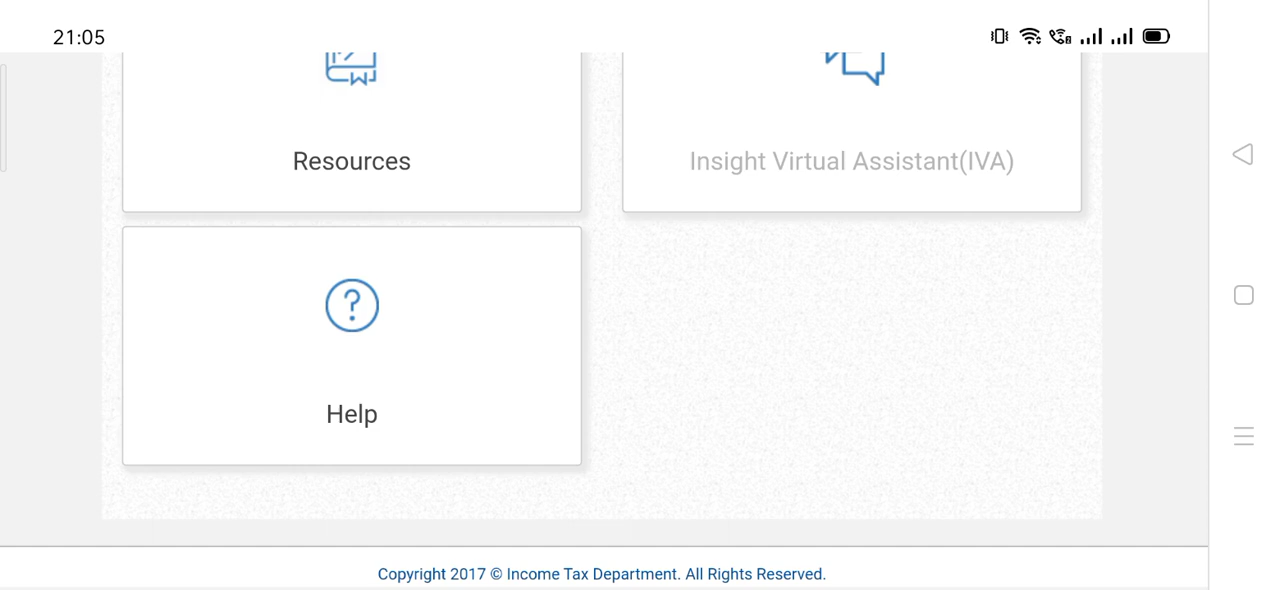 21:05
Resources
Insight Virtual Assistant(IVA)
Help
Copyright 2017 © Income Tax Department. All Rights Reserved.